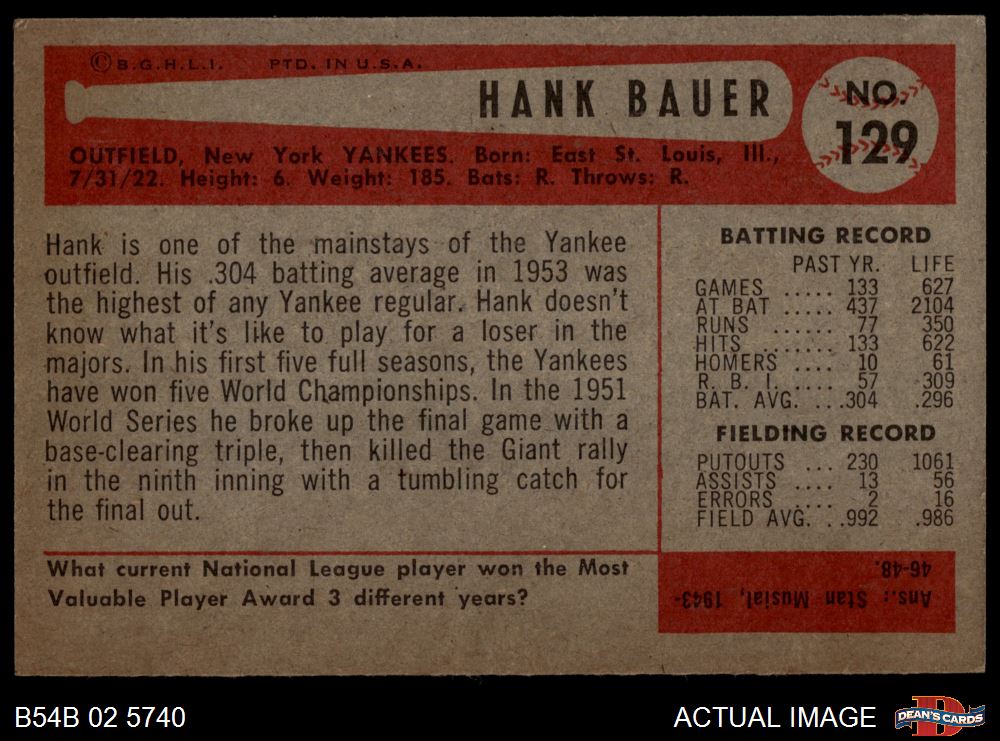 ©B.G.H.L.I. PTD. IN U.S.A.
HANK BAUER
NO.
129
OUTFIELD, New York YANKEES. Born: East St. Louis, Ill.,
7/31/22. Height: 6. Weight: 185. Bats: R. Throws: R.
Hank is one of the mainstays of the Yankee
outfield. His .304 batting average in 1953 was
the highest of any Yankee regular. Hank doesn't
know what it's like to play for a loser in the
majors. In his first five full seasons, the Yankees
have won five World Championships. In the 1951
World Series he broke up the final game with a
base-clearing triple, then killed the Giant rally
in the ninth inning with a tumbling catch for
the final out.
BATTING RECORD
PAST YR. LIFE
GAMES ..... 133 627
AT BAT ..... 437 2104
RUNS ...... 77 350
HITS ....... 133 622
HOMERS .... 10 61
R. B. I. ..... 57 309
BAT. AVG. ...304 .296
FIELDING RECORD
PUTOUTS ... 230 1061
ASSISTS .... 13 56
ERRORS .... 2 16
FIELD AVG. ..992 .986
What current National League player won the Most
Valuable Player Award 3 different years?
Ans.: Stan Musial, 1943-
46-48.
B54B 02 5740
ACTUAL IMAGE
D
DEAN'S CARDS